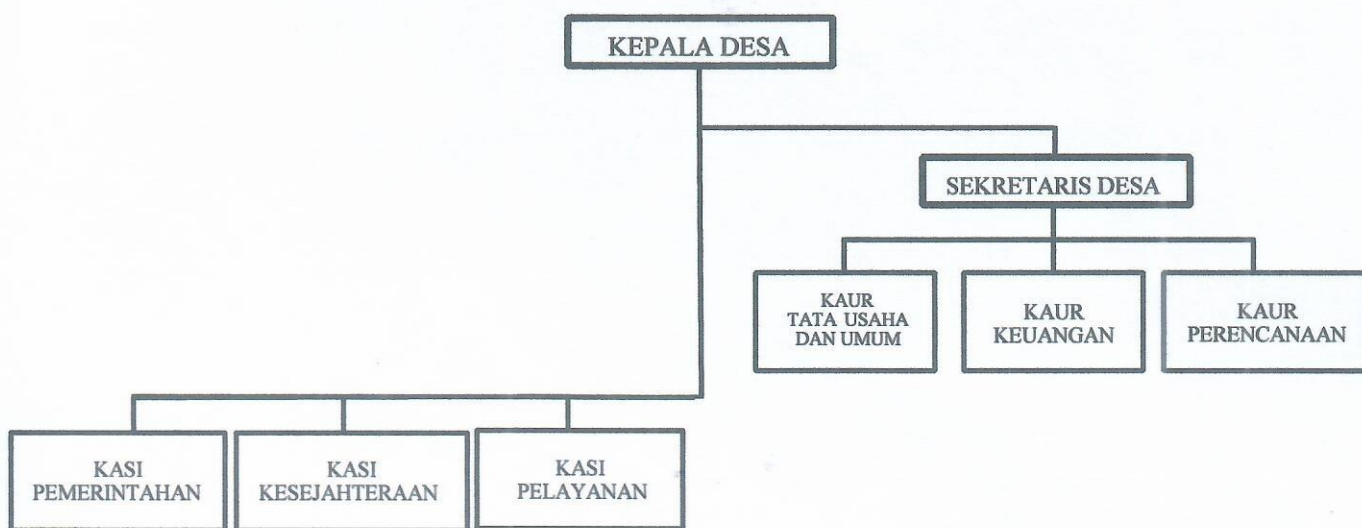 KEPALA DESA
SEKRETARIS DESA
KAUR
TATA USAHA
DAN UMUM
KAUR
KEUANGAN
KAUR
PERENCANAAN
KASI
PEMERINTAHAN
KASI
KESEJAHTERAAN
KASI
PELAYANAN